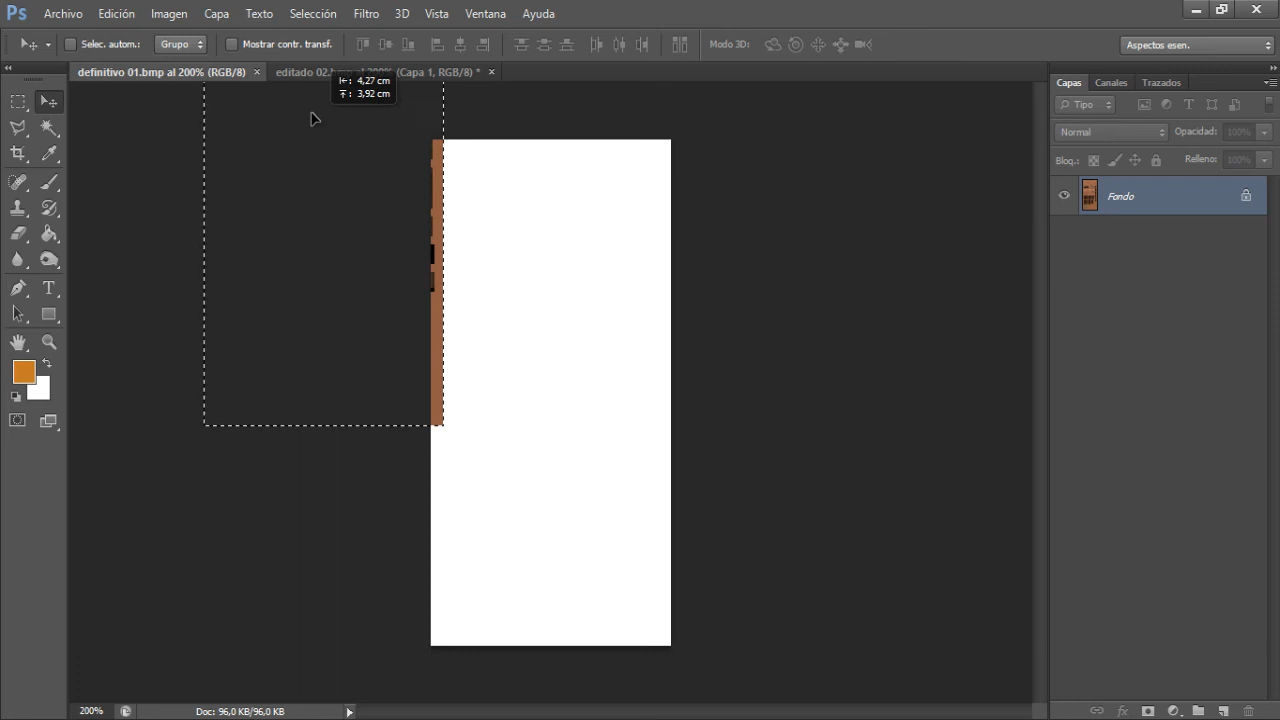 Ps Archivo Edición Imagen Capa Texto Selección Filtro 3D Vista Ventana Ayuda
Selec. autom.: Grupo Mostrar contr. transf. Modo 3D: Aspectos esen.
definitivo 01.bmp al 200% (RGB/8) × editado 02.bmp al 200% (Capa 1, RGB/8) * ×
4,27 cm
3,92 cm
Capas Canales Trazados
Tipo
Normal Opacidad: 100%
Bloq.: Relleno: 100%
Fondo
T
200% Doc: 96,0 KB/96,0 KB